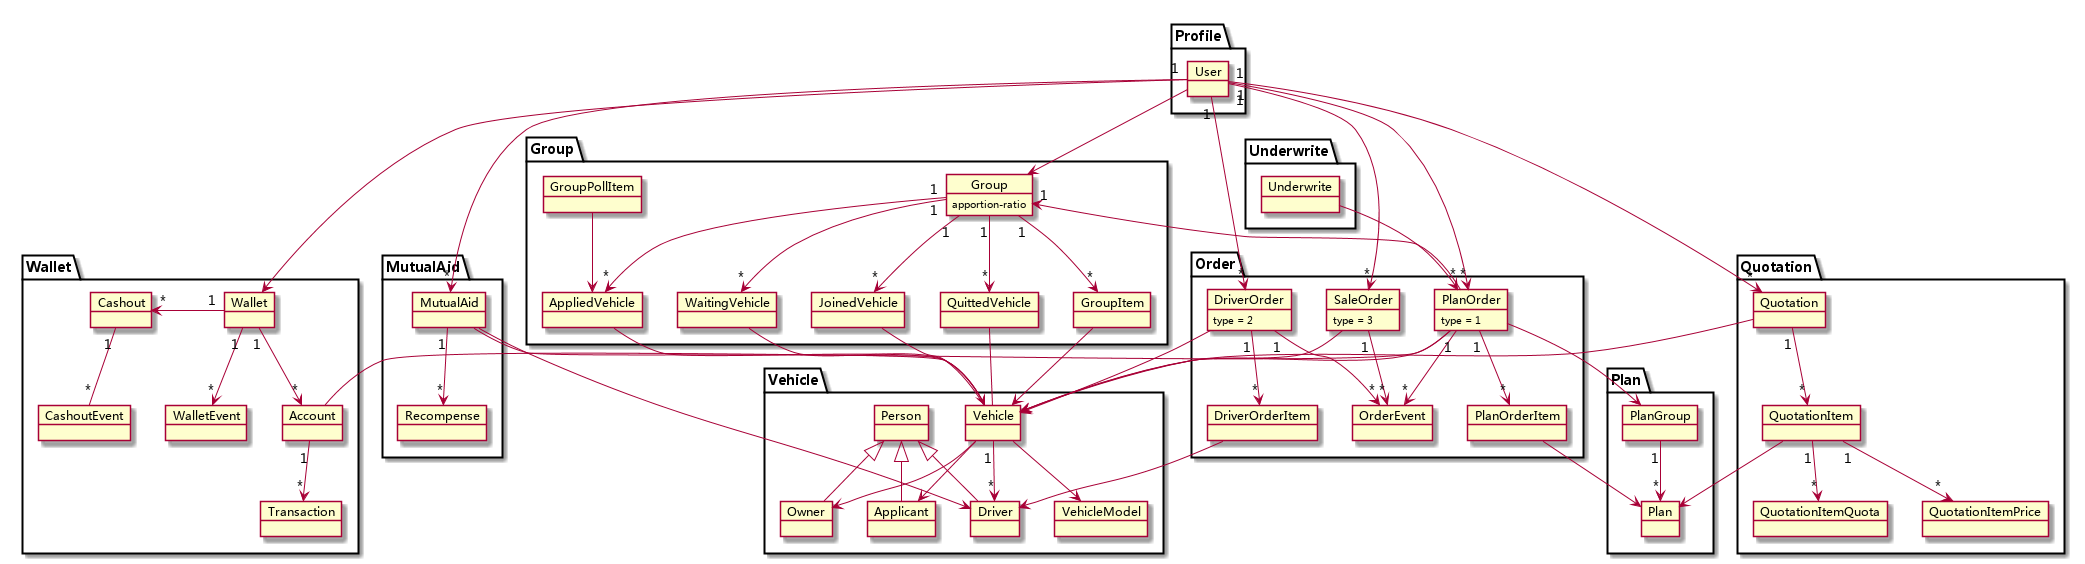 Profile
1
User
1
1
1
1
Group
GroupPollItem
1
Group
1
apportion-ratio
1
Underwrite
Underwrite
*
*
*
*
*
1
1
1
AppliedVehicle
WaitingVehicle
JoinedVehicle
QuittedVehicle
GroupItem
Wallet
Cashout
*
1
Wallet
1
1
1
*
*
*
CashoutEvent
WalletEvent
Account
1
*
Transaction
MutualAid
*
MutualAid
1
*
Recompense
Order
*
*
*
*
DriverOrder
type = 2
SaleOrder
type = 3
PlanOrder
type = 1
1
1
1
1
1
*
*
*
*
*
DriverOrderItem
OrderEvent
PlanOrderItem
Vehicle
Person
Vehicle
1
*
Owner
Applicant
Driver
VehicleModel
Plan
PlanGroup
1
*
Plan
Quotation
*
Quotation
1
*
QuotationItem
1
1
*
*
QuotationItemQuota
QuotationItemPrice